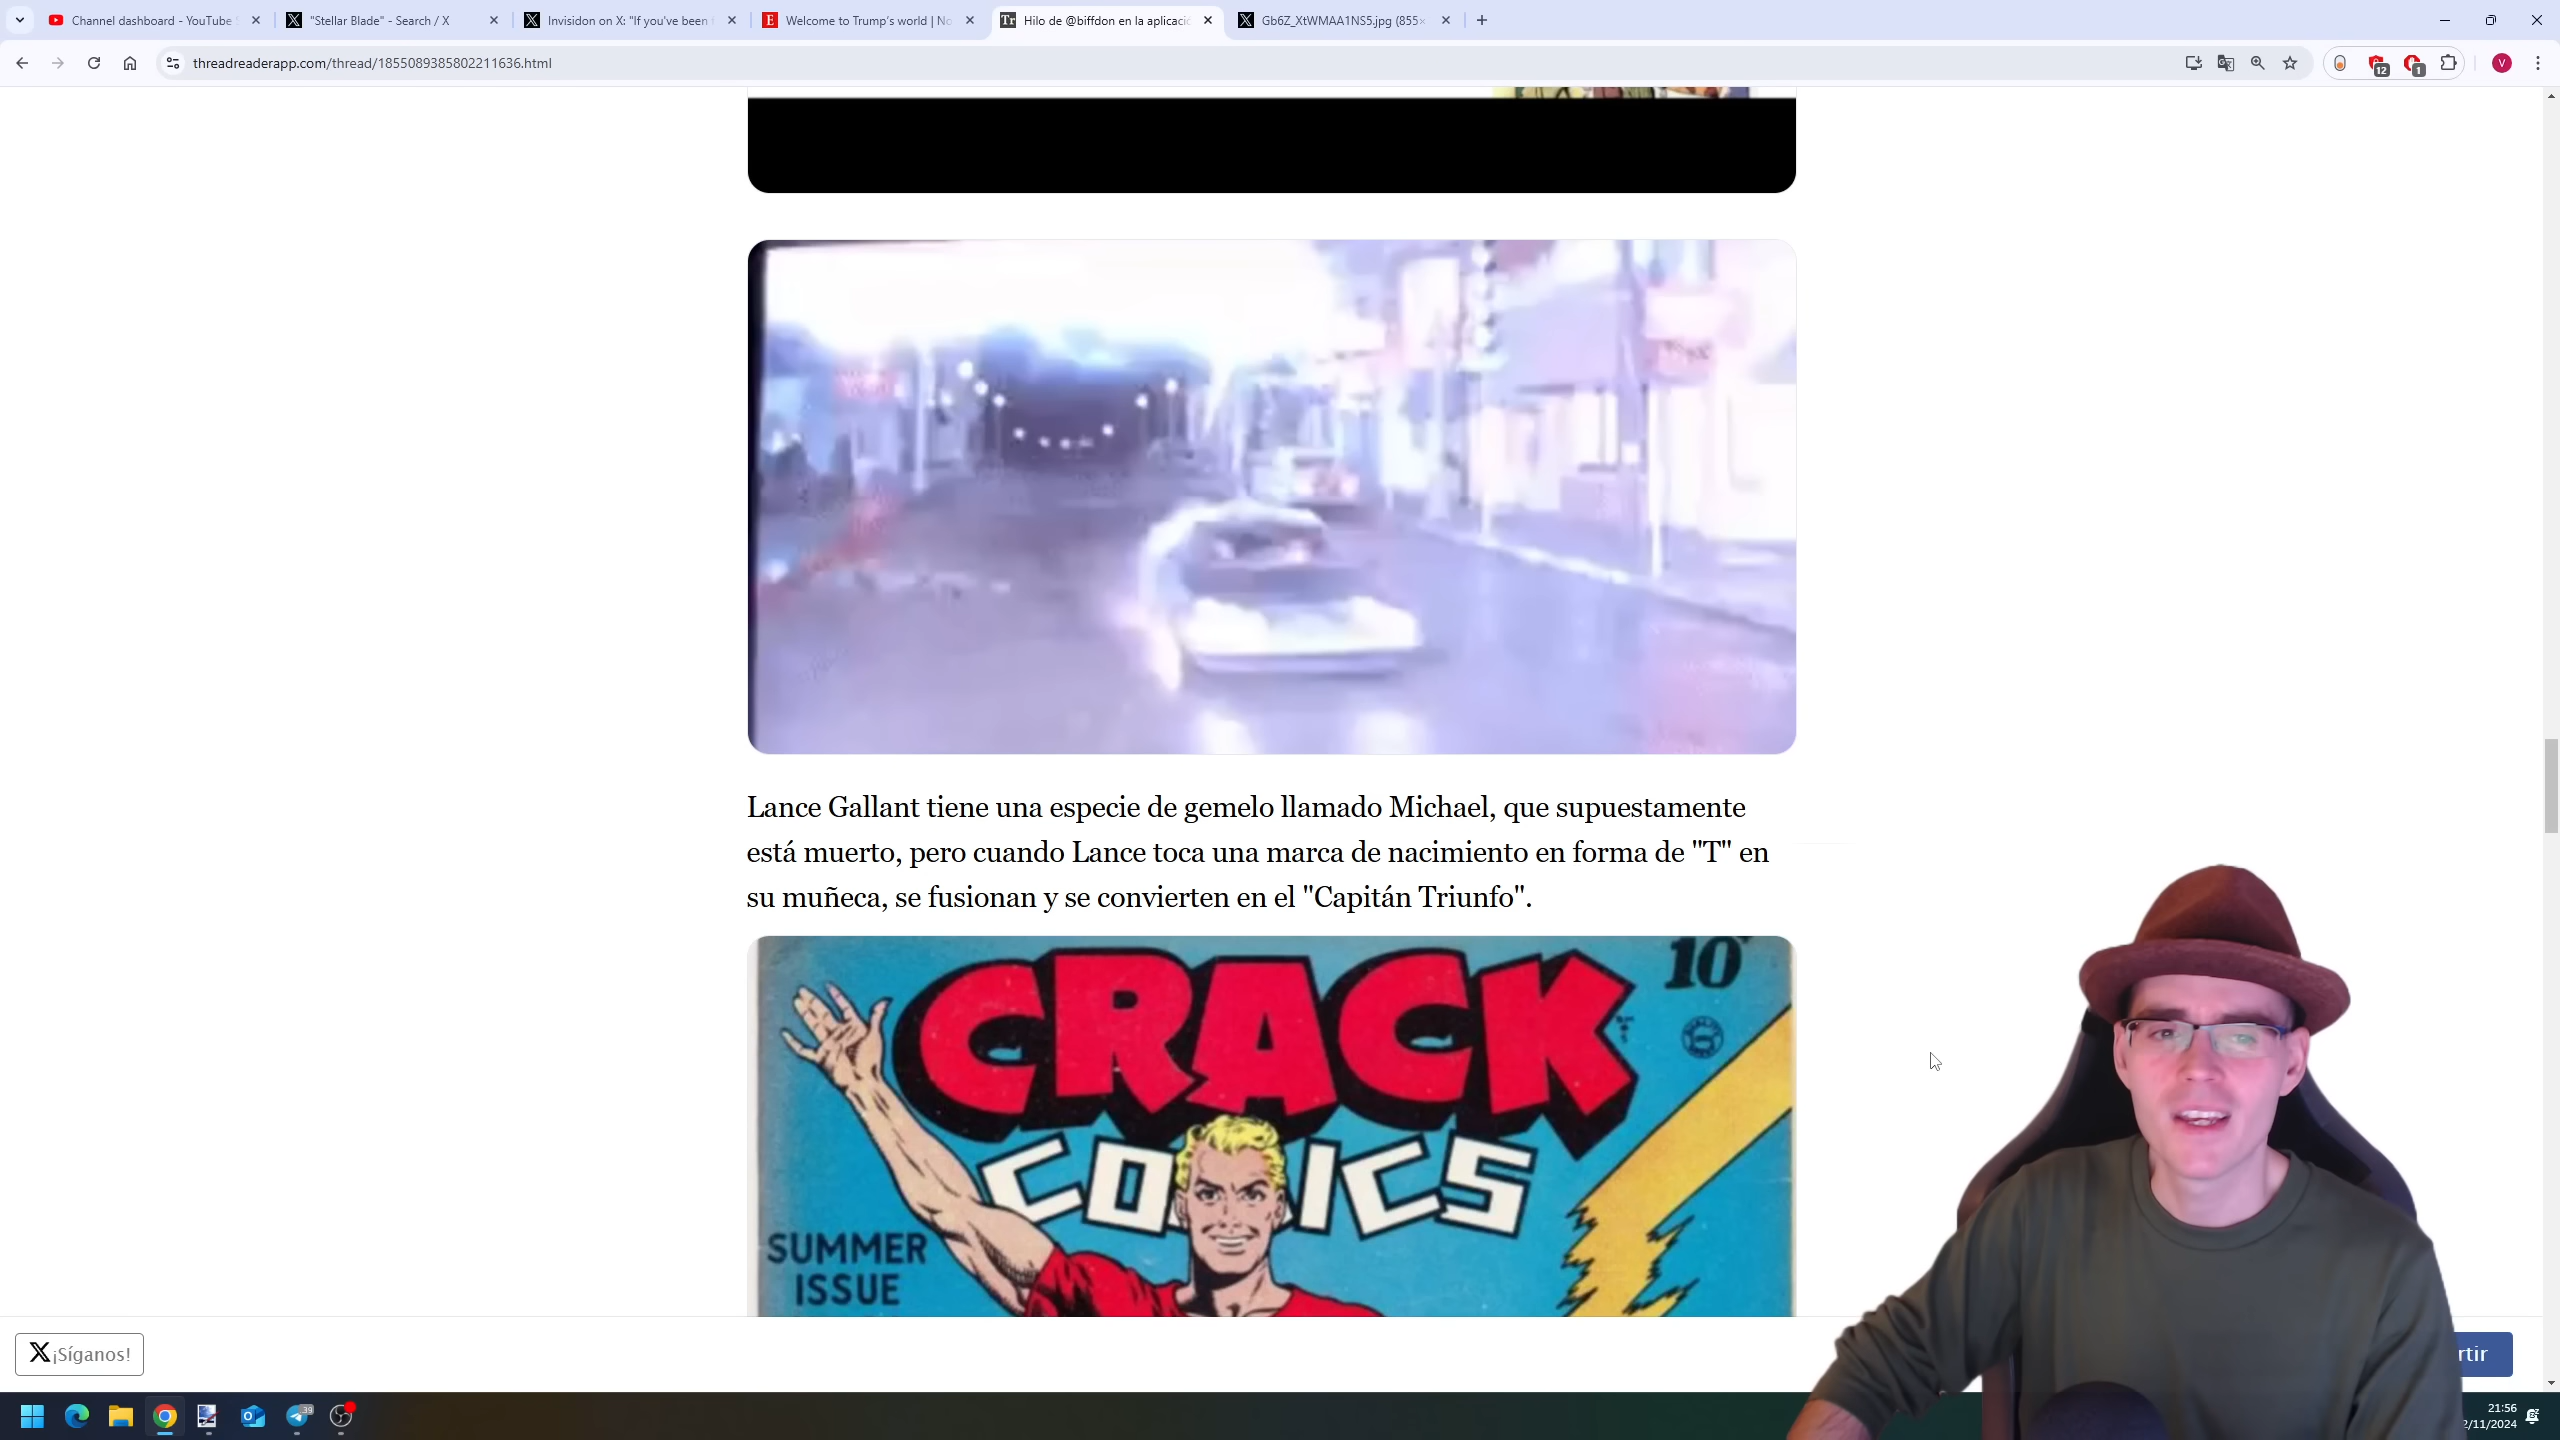 Channel dashboard - YouTube
"Stellar Blade" - Search / X
Invisidon on X: "If you've been
Welcome to Trump's world | No
Hilo de @biffdon en la aplicaci
Gb6Z_XtWMAA1NS5.jpg (855×
threadreaderapp.com/thread/1855089385802211636.html
12
1
V
Lance Gallant tiene una especie de gemelo llamado Michael, que supuestamente
está muerto, pero cuando Lance toca una marca de nacimiento en forma de "T" en
su muñeca, se fusionan y se convierten en el "Capitán Triunfo".
10
CRACK
COMICS
SUMMER
ISSUE
¡Síganos!
rtir
39
21:56
2/11/2024